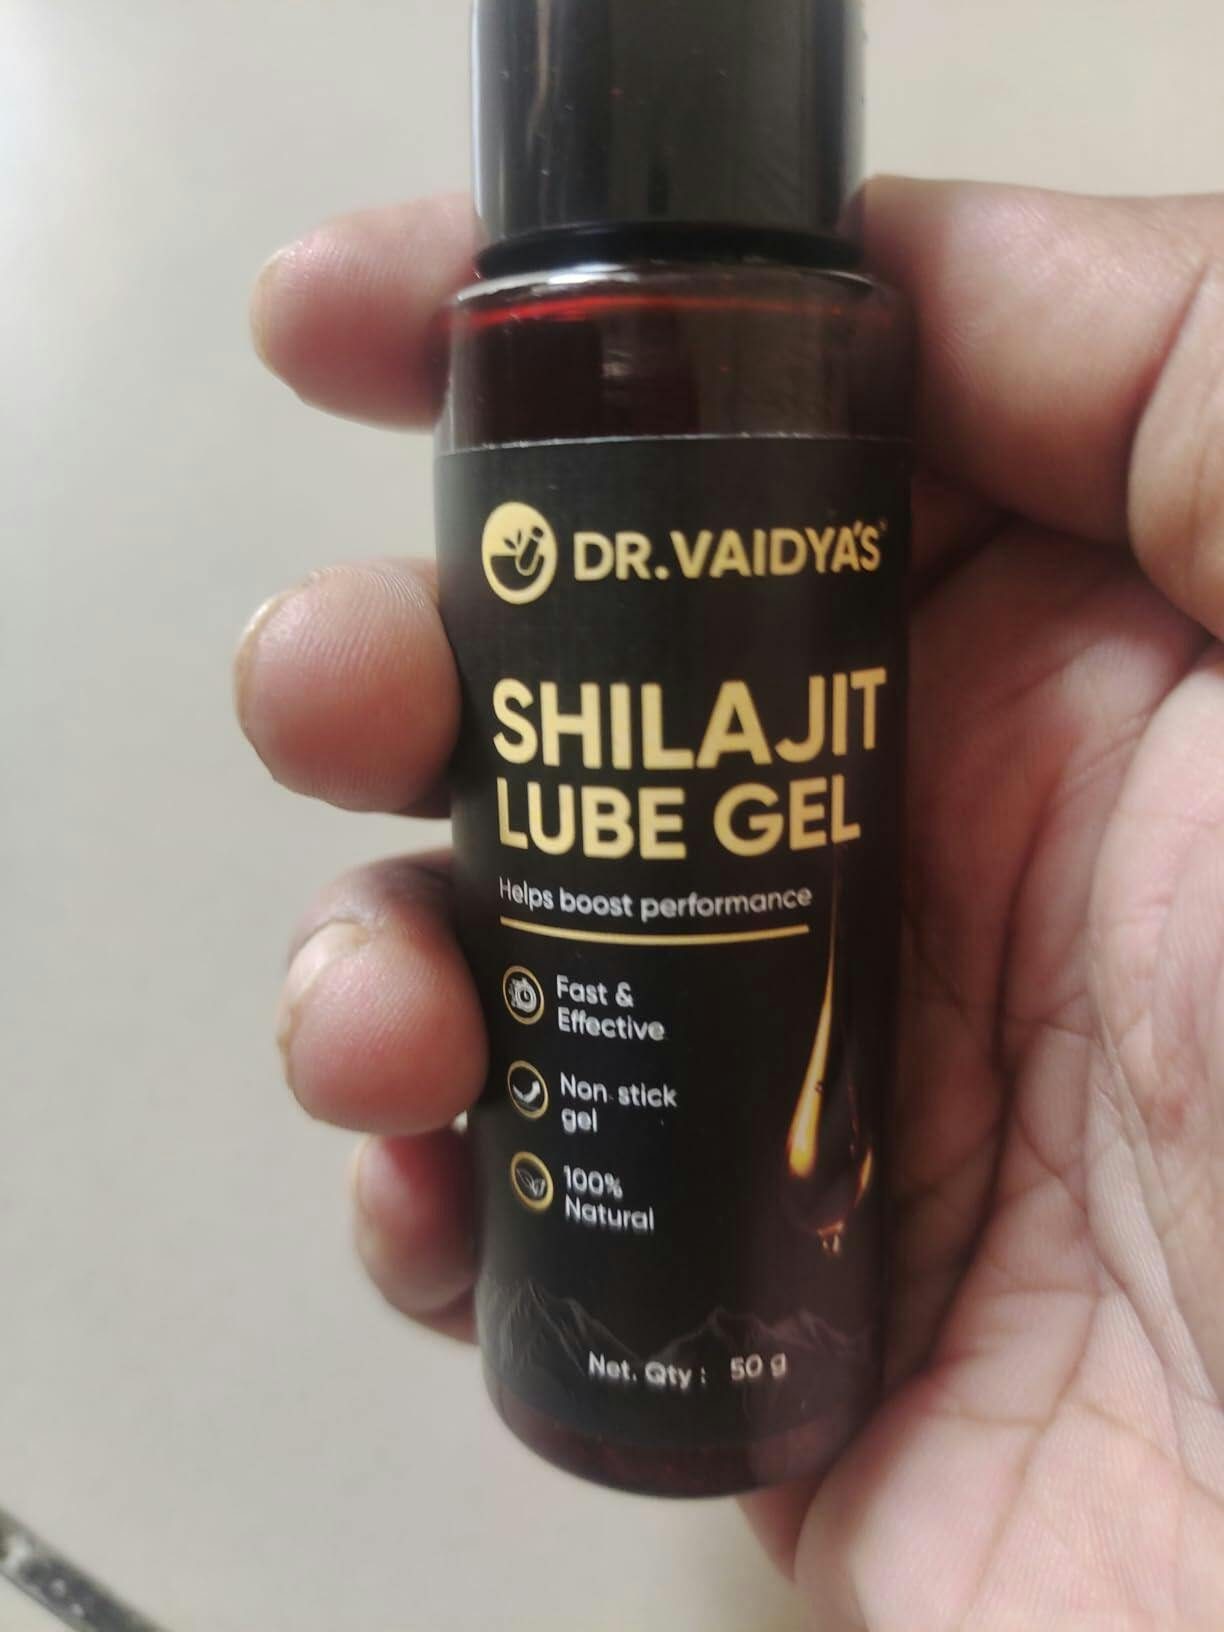 DR.VAIDYA'S
SHILAJIT
LUBE GEL
Helps boost performance
Fast &
Effective
Non stick
gel
100%
Natural
Net. Qty : 50 g